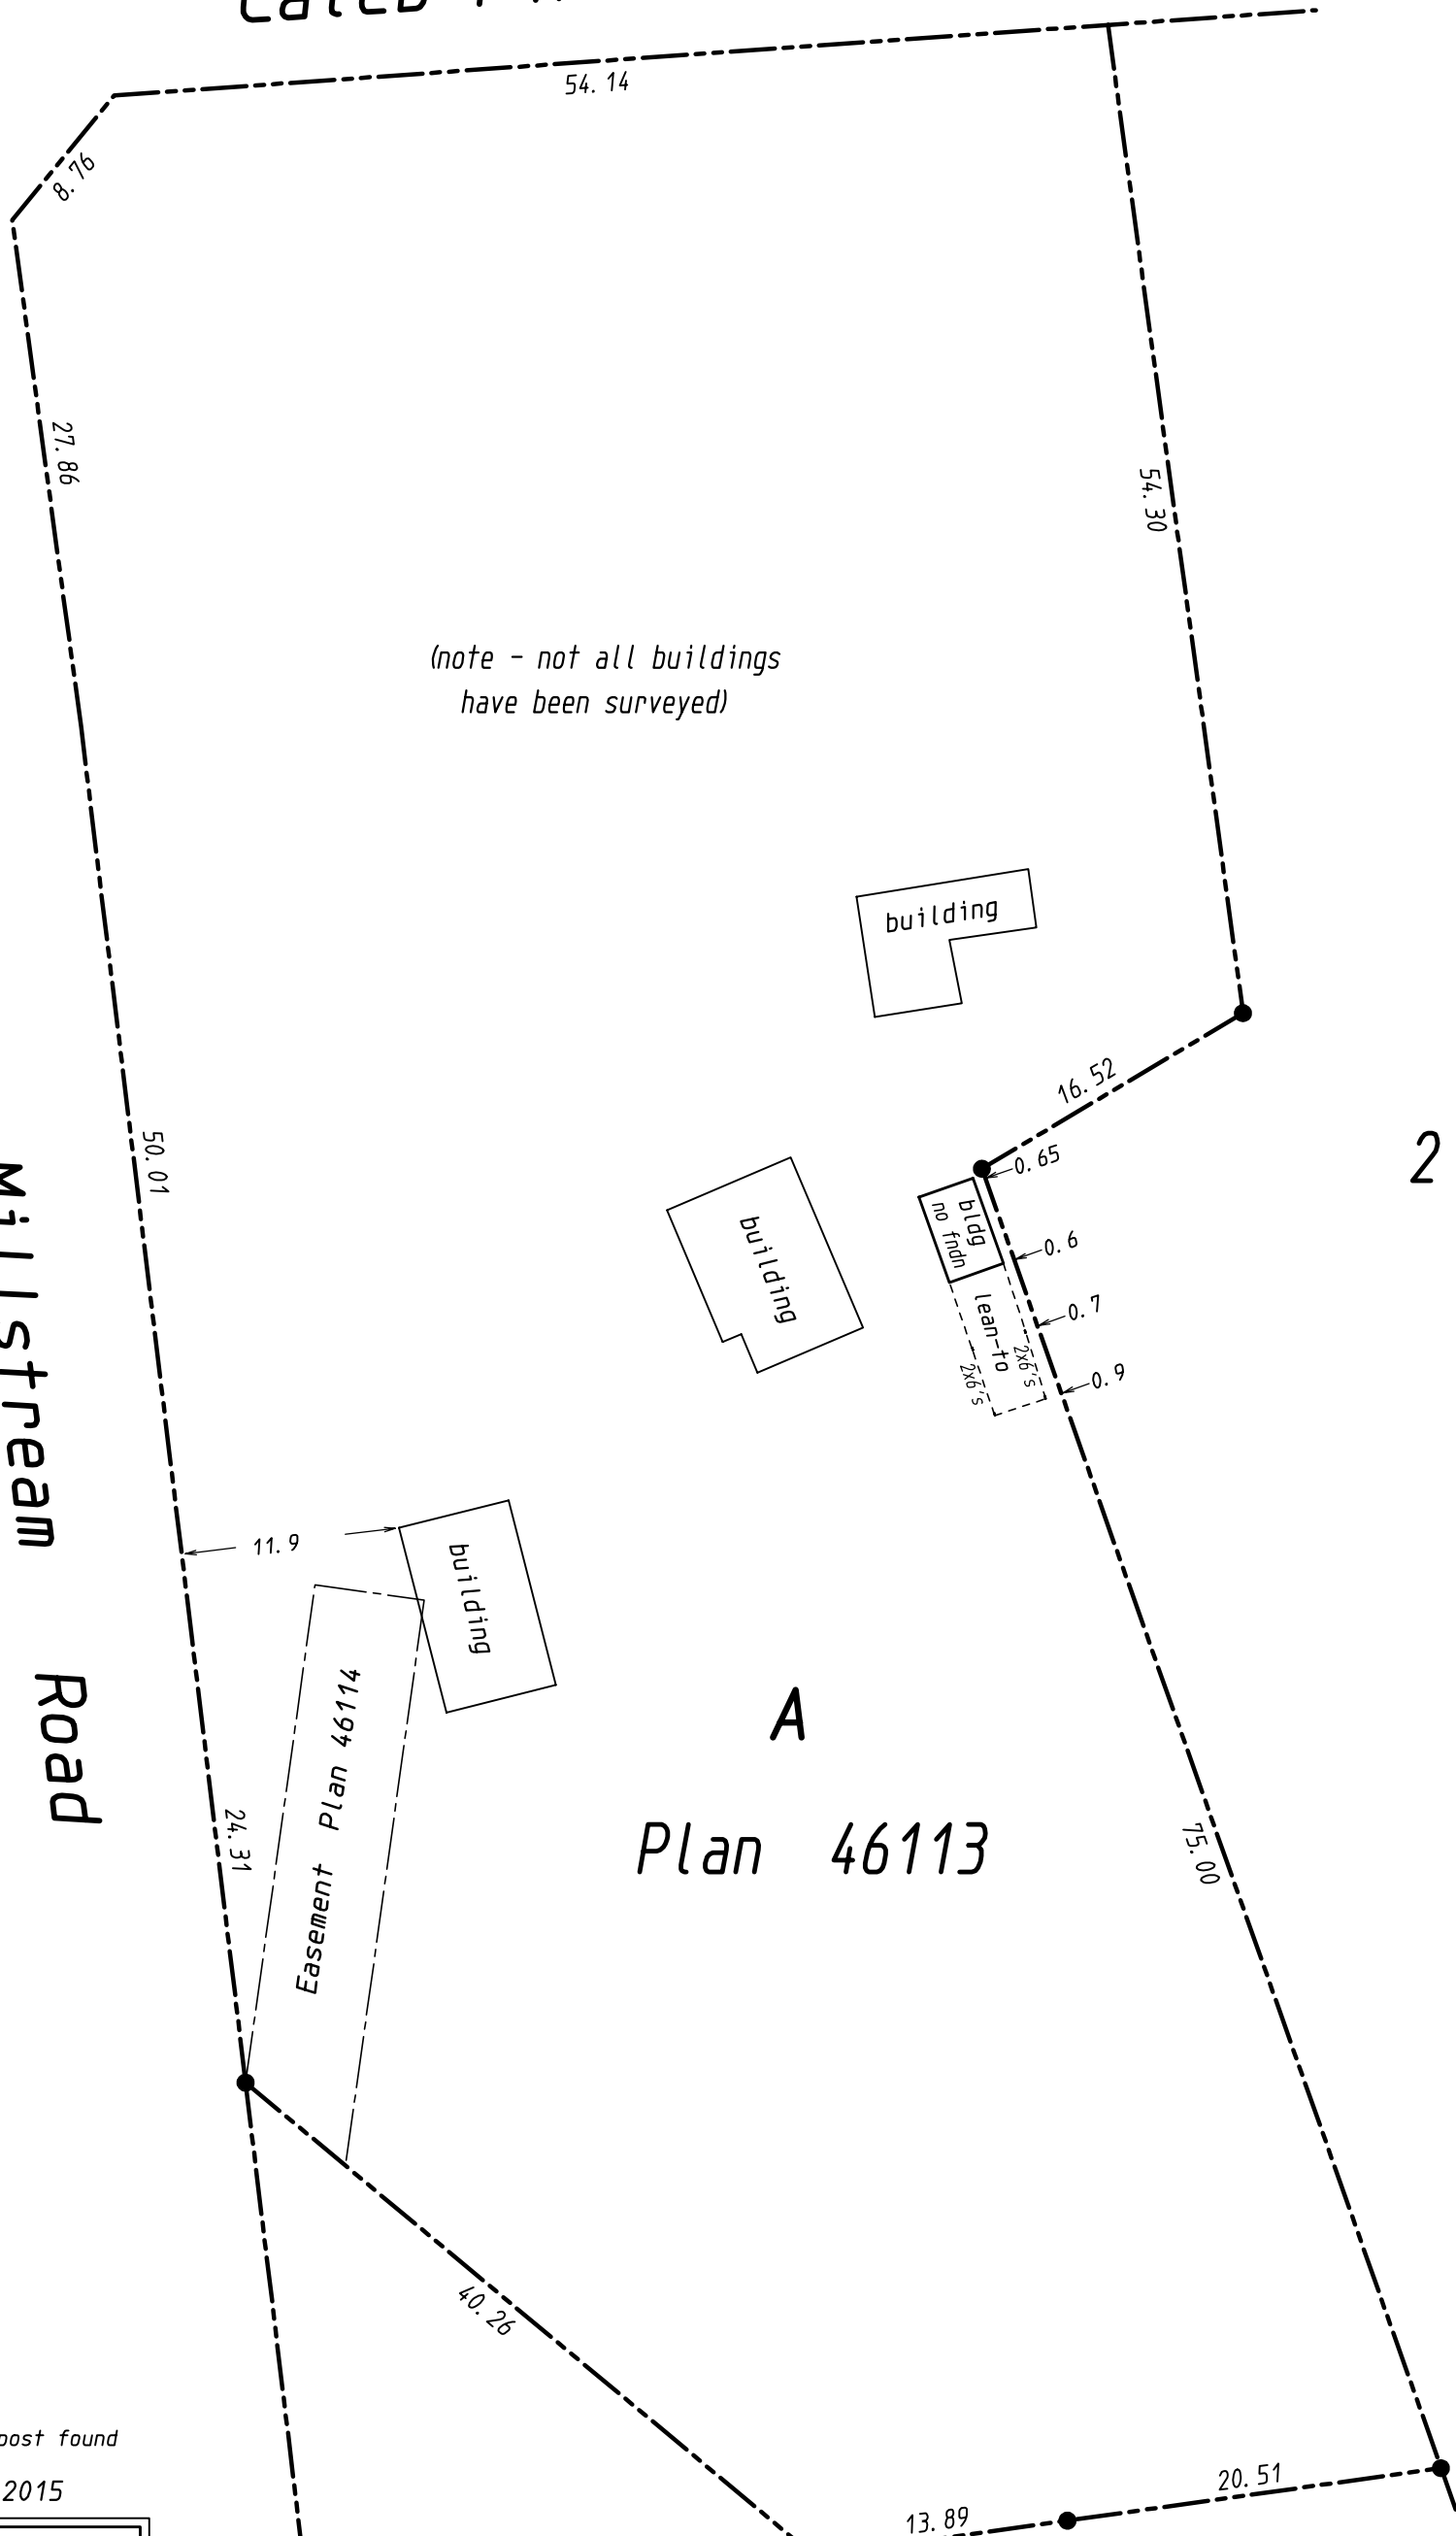 54.14
8.76
27.86
54.30
(note - not all buildings
have been surveyed)
building
16.52
2
0.65
50.01
bldg
no fndn
0.6
building
lean-to
0.7
2x6's
2x6's
0.9
Millstream Road
11.9
building
A
Easement Plan 46114
Plan 46113
24.31
75.00
40.26
post found
2015
20.51
13.89